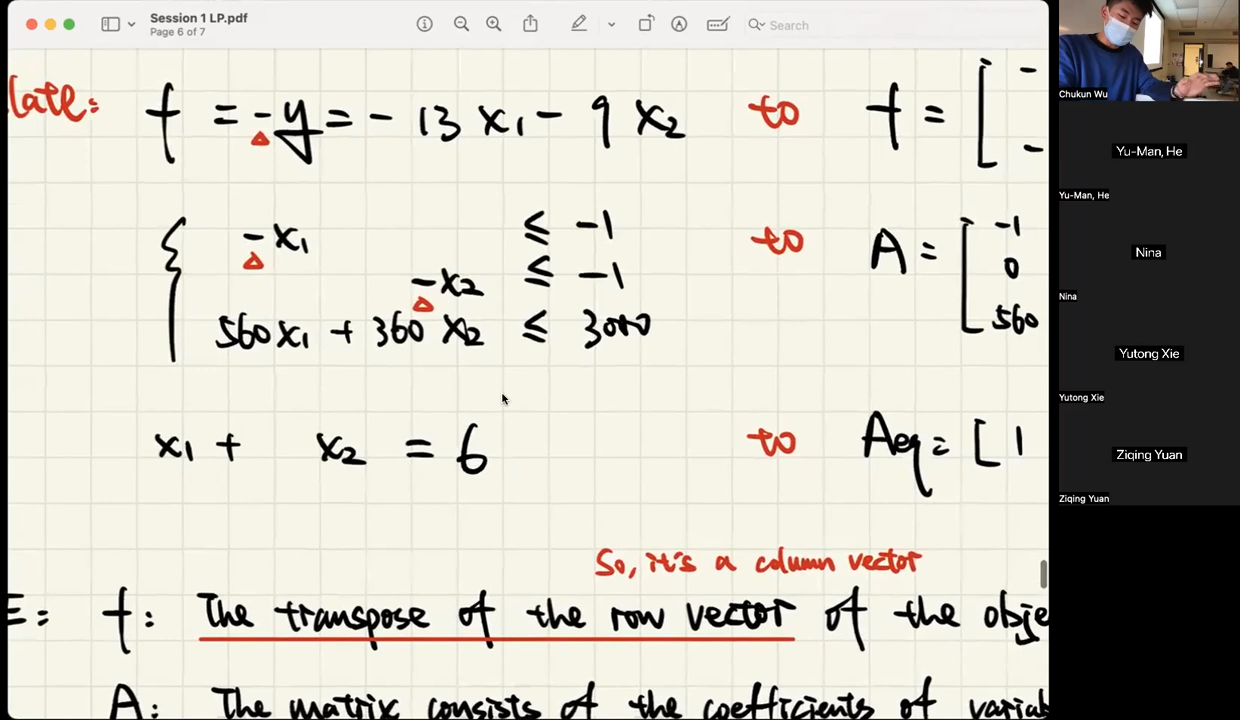 Session 1 LP.pdf
Page 6 of 7
Search
late: f = -y = - 13 x1 - 9 x2 to f = [ -
-
{ -x1 ≤ -1 to A = [ -1
-x2 ≤ -1 0
560x1 + 360 x2 ≤ 3000 560
x1 + x2 = 6 to Aeq = [ 1
So, it's a column vector
E: f: The transpose of the row vector of the obje
A: The matrix consists of the coefficients of variab
Chukun Wu
Yu-Man, He
Yu-Man, He
Nina
Nina
Yutong Xie
Yutong Xie
Ziqing Yuan
Ziqing Yuan